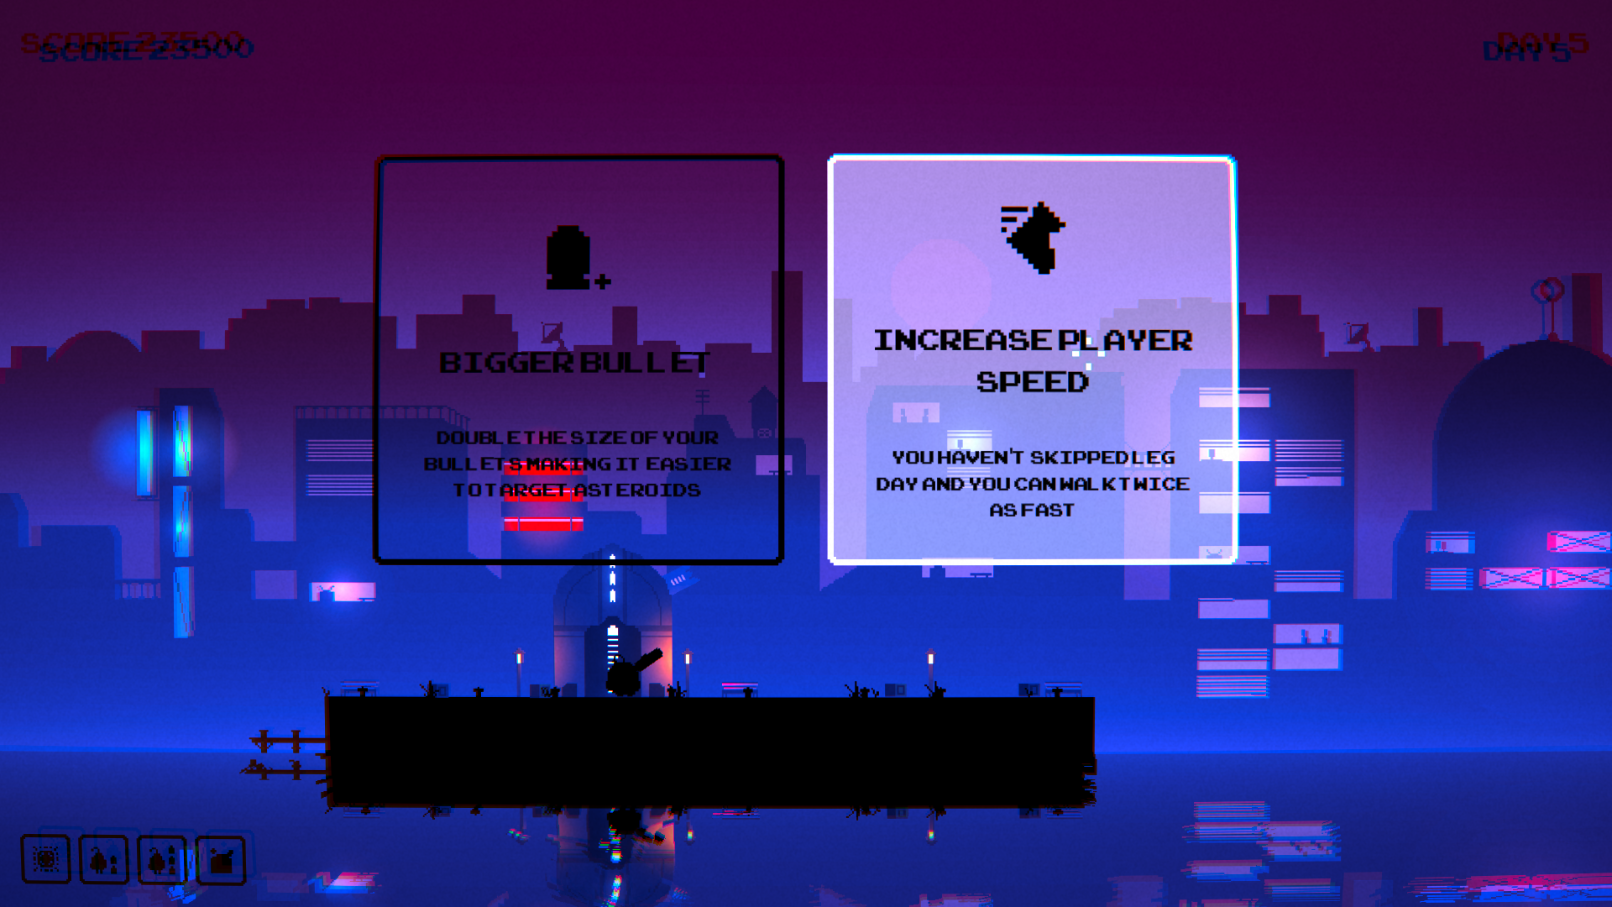 SCORE 23500
DAY 5
BIGGER BULLET
DOUBLE THE SIZE OF YOUR
BULLETS MAKING IT EASIER
TO TARGET ASTEROIDS
INCREASE PLAYER
SPEED
YOU HAVEN'T SKIPPED LEG
DAY AND YOU CAN WALK TWICE
AS FAST